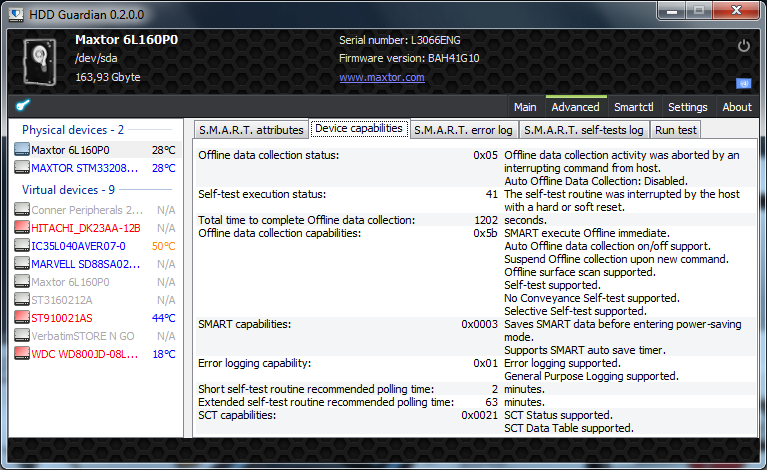 HDD Guardian 0.2.0.0
Maxtor 6L160P0
/dev/sda
163,93 Gbyte
Serial number: L3066ENG
Firmware version: BAH41G10
www.maxtor.com
Main Advanced Smartctl Settings About
Physical devices - 2
Maxtor 6L160P0 28°C
MAXTOR STM33208... 28°C
Virtual devices - 9
Conner Peripherals 2... N/A
HITACHI_DK23AA-12B N/A
IC35L040AVER07-0 50°C
MARVELL SD88SA02... N/A
Maxtor 6L160P0 N/A
ST3160212A N/A
ST910021AS 44°C
VerbatimSTORE N GO N/A
WDC WD800JD-08L... 18°C
S.M.A.R.T. attributes Device capabilities S.M.A.R.T. error log S.M.A.R.T. self-tests log Run test
Offline data collection status: 0x05 Offline data collection activity was aborted by an
interrupting command from host.
Auto Offline Data Collection: Disabled.
Self-test execution status: 41 The self-test routine was interrupted by the host
with a hard or soft reset.
Total time to complete Offline data collection: 1202 seconds.
Offline data collection capabilities: 0x5b SMART execute Offline immediate.
Auto Offline data collection on/off support.
Suspend Offline collection upon new command.
Offline surface scan supported.
Self-test supported.
No Conveyance Self-test supported.
Selective Self-test supported.
SMART capabilities: 0x0003 Saves SMART data before entering power-saving
mode.
Supports SMART auto save timer.
Error logging capability: 0x01 Error logging supported.
General Purpose Logging supported.
Short self-test routine recommended polling time: 2 minutes.
Extended self-test routine recommended polling time: 63 minutes.
SCT capabilities: 0x0021 SCT Status supported.
SCT Data Table supported.